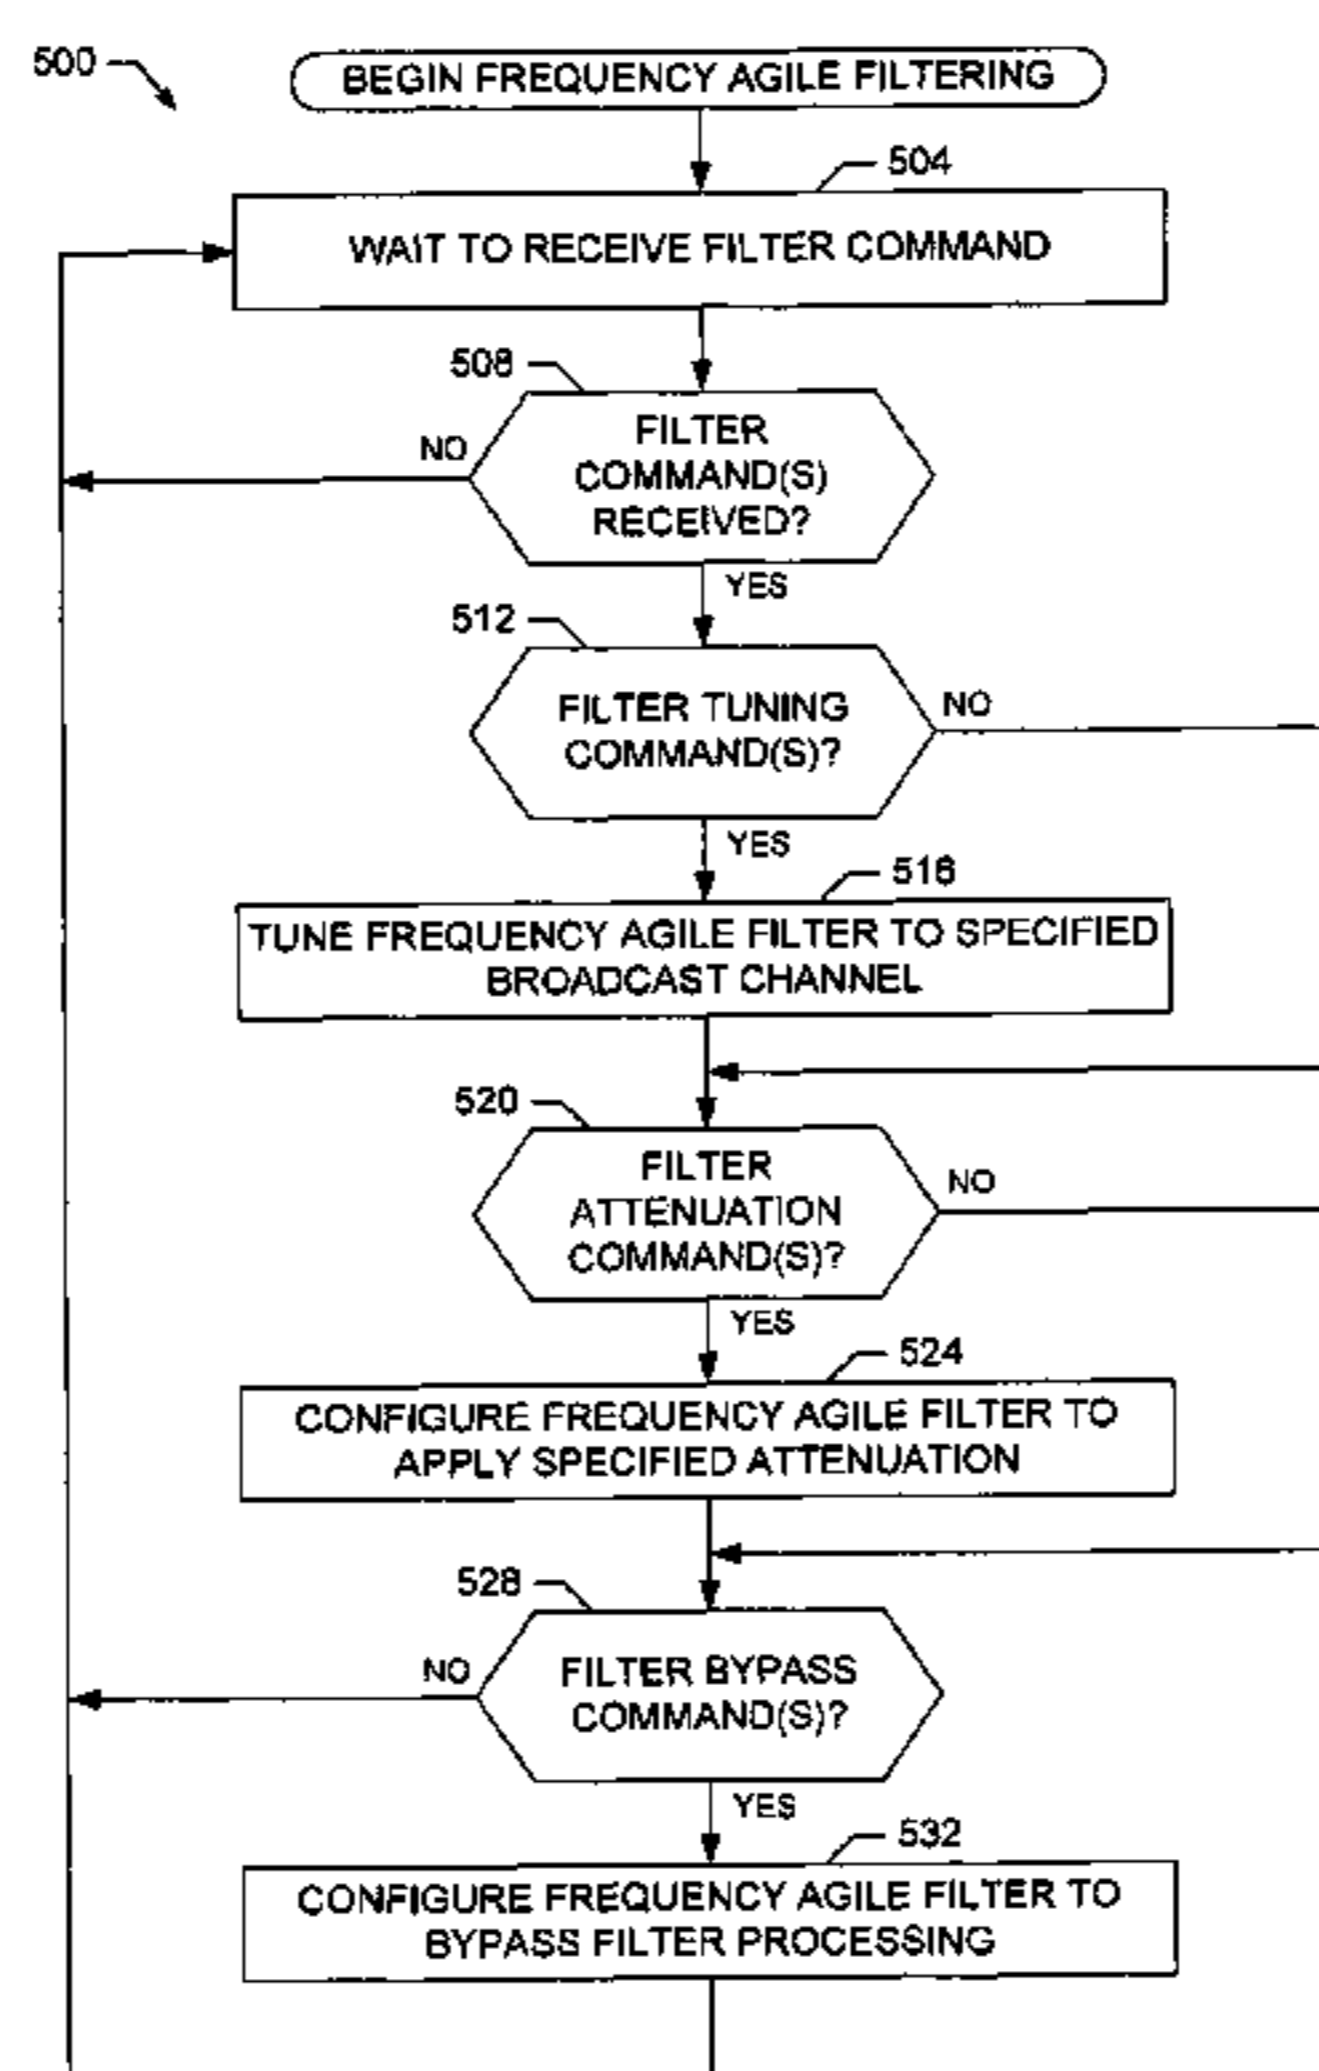 500
BEGIN FREQUENCY AGILE FILTERING
504
WAIT TO RECEIVE FILTER COMMAND
508
NO
FILTER
COMMAND(S)
RECEIVED?
YES
512
FILTER TUNING
COMMAND(S)?
NO
YES
516
TUNE FREQUENCY AGILE FILTER TO SPECIFIED
BROADCAST CHANNEL
520
FILTER
ATTENUATION
COMMAND(S)?
NO
YES
524
CONFIGURE FREQUENCY AGILE FILTER TO
APPLY SPECIFIED ATTENUATION
528
NO
FILTER BYPASS
COMMAND(S)?
YES
532
CONFIGURE FREQUENCY AGILE FILTER TO
BYPASS FILTER PROCESSING